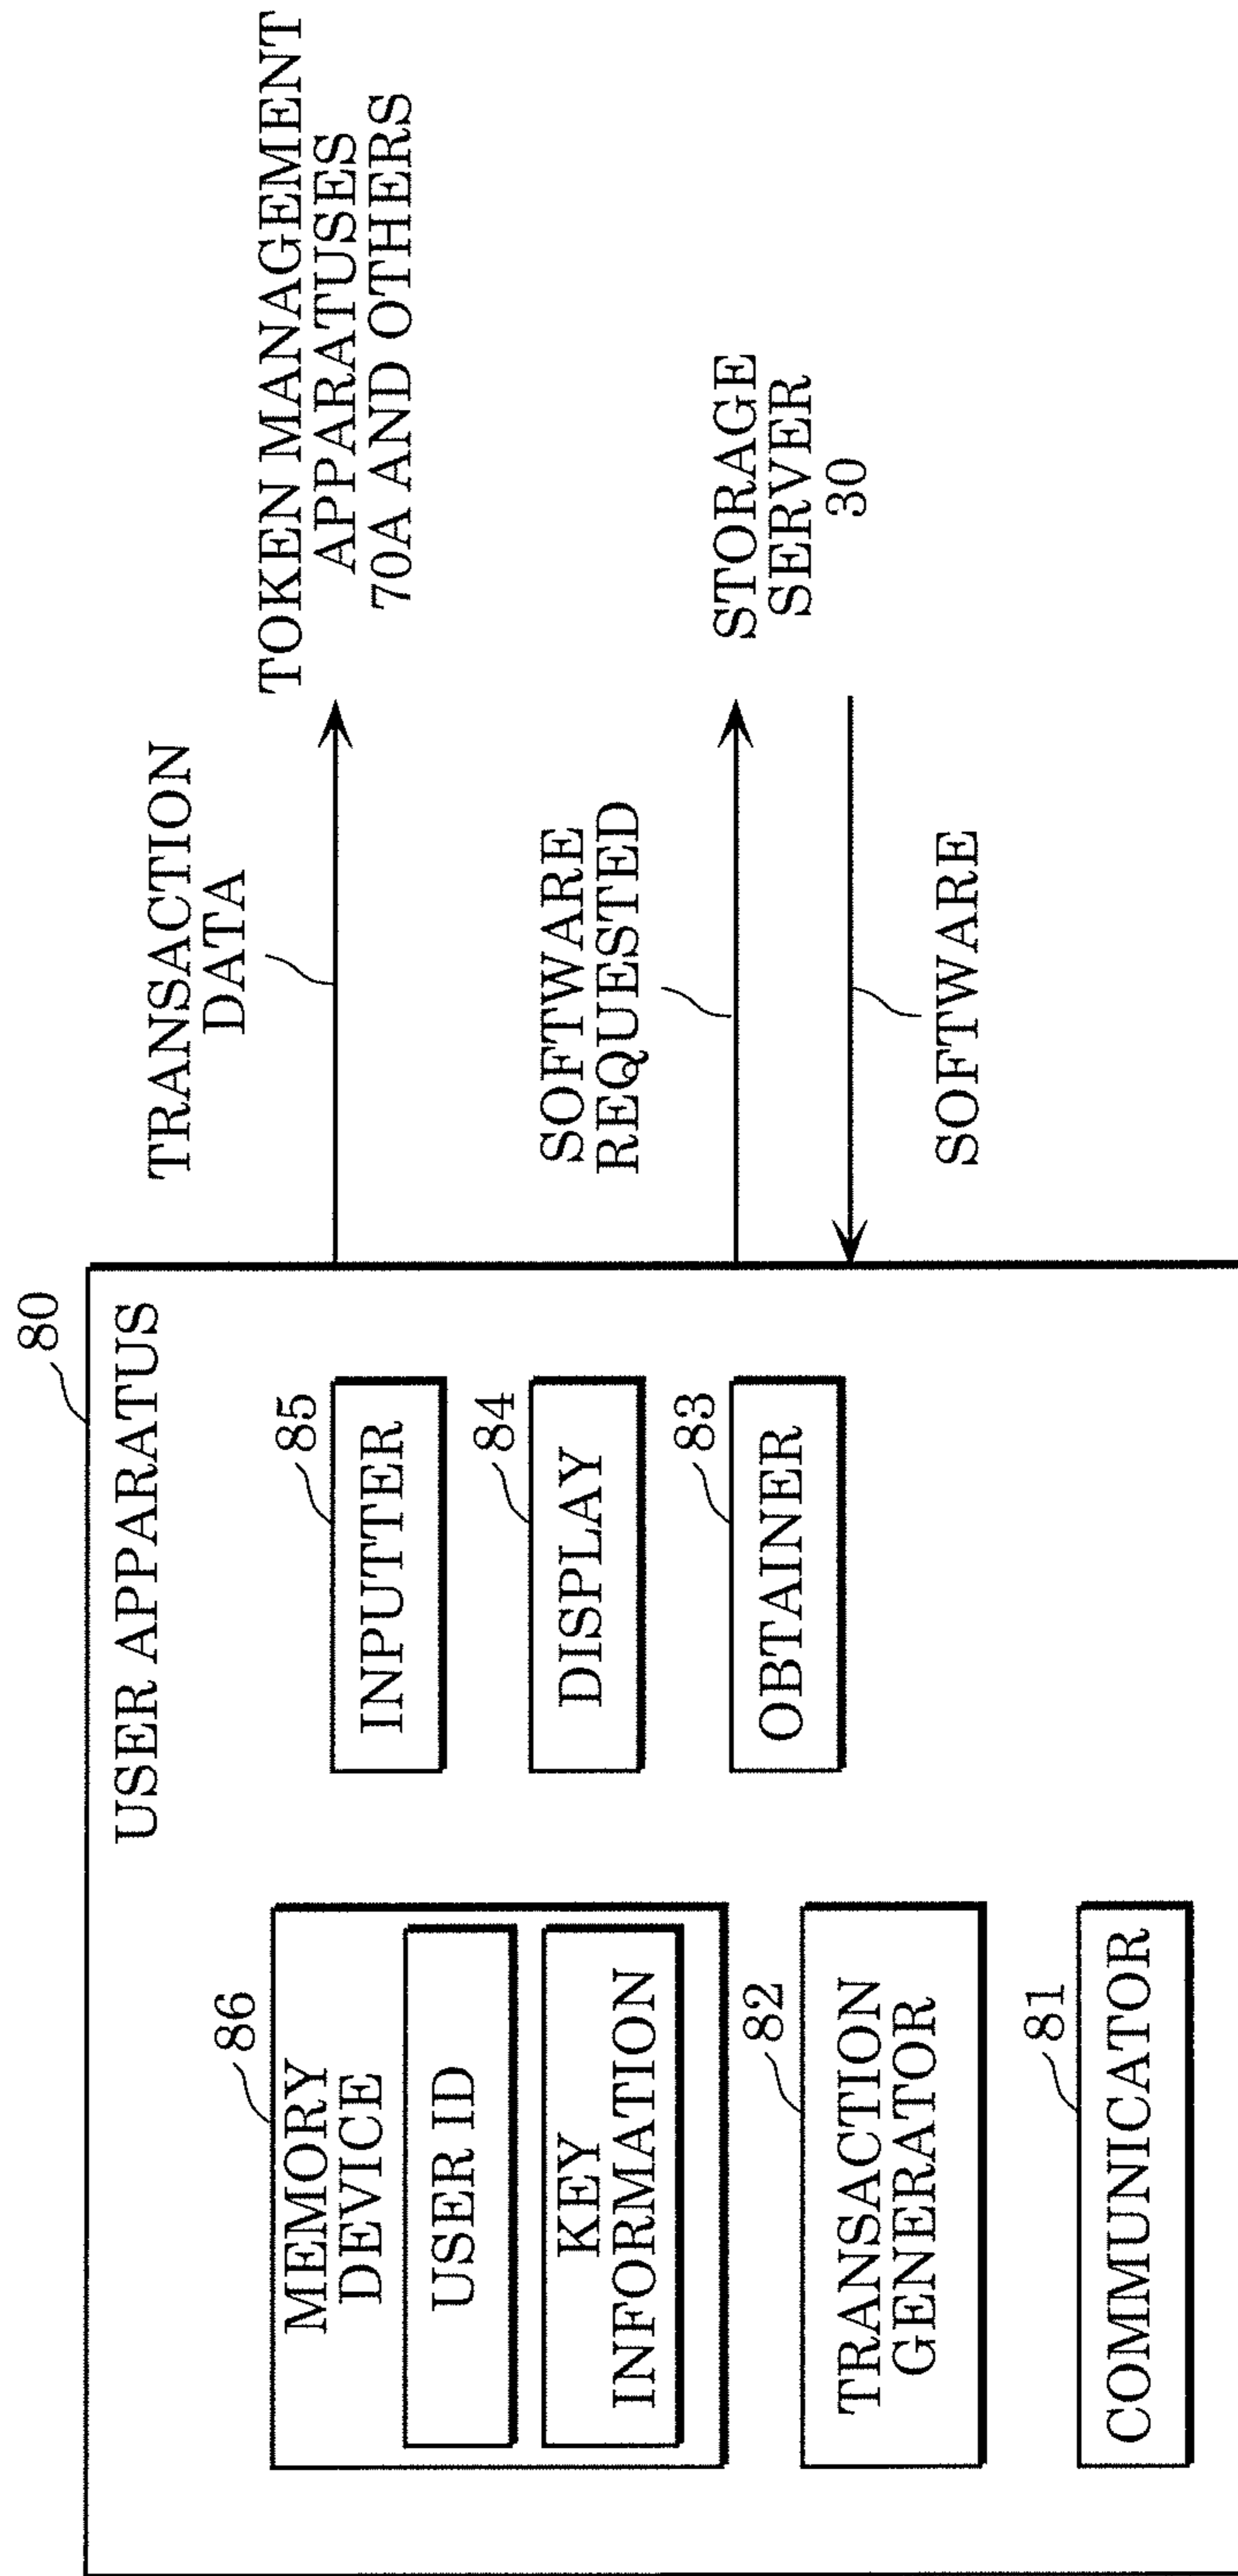 80
USER APPARATUS
86
MEMORY
DEVICE
USER ID
KEY
INFORMATION
82
TRANSACTION
GENERATOR
81
COMMUNICATOR
85
INPUTTER
84
DISPLAY
83
OBTAINER
TRANSACTION
DATA
TOKEN MANAGEMENT
APPARATUSES
70A AND OTHERS
SOFTWARE
REQUESTED
STORAGE
SERVER
30
SOFTWARE